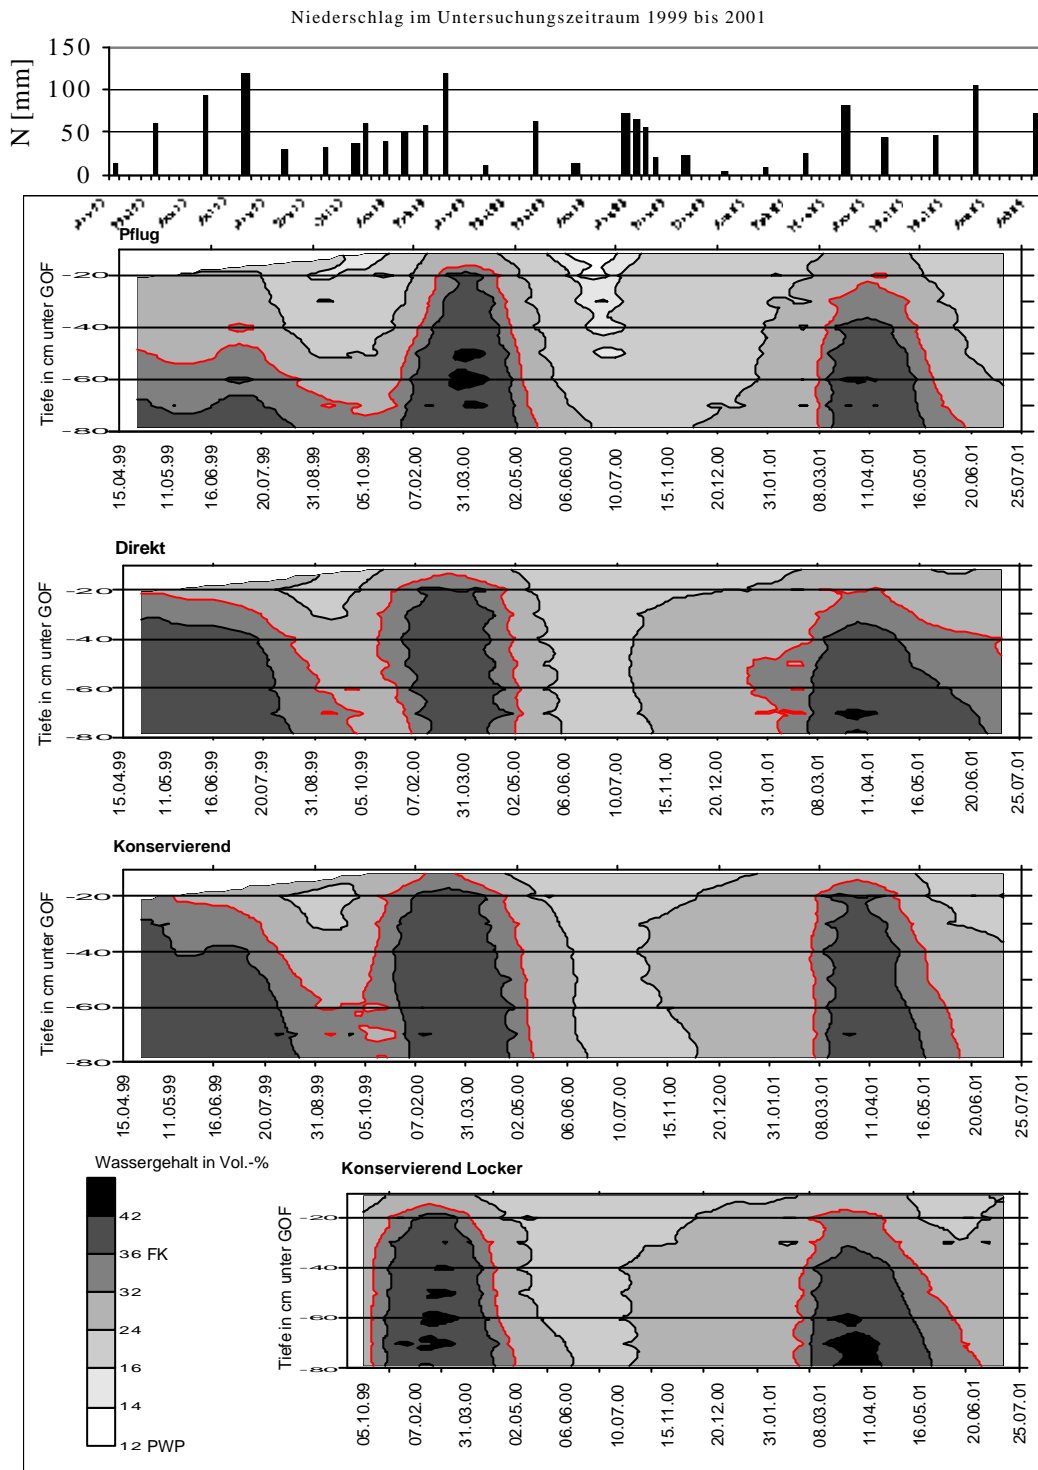 Niederschlag im Untersuchungszeitraum 1999 bis 2001
N [mm]
150
100
50
0
Pflug
Tiefe in cm unter GOF
-20
-40
-60
-80
15.04.99 11.05.99 16.06.99 20.07.99 31.08.99 05.10.99 07.02.00 31.03.00 02.05.00 06.06.00 10.07.00 15.11.00 20.12.00 31.01.01 08.03.01 11.04.01 16.05.01 20.06.01 25.07.01
Direkt
Tiefe in cm unter GOF
-20
-40
-60
-80
15.04.99 11.05.99 16.06.99 20.07.99 31.08.99 05.10.99 07.02.00 31.03.00 02.05.00 06.06.00 10.07.00 15.11.00 20.12.00 31.01.01 08.03.01 11.04.01 16.05.01 20.06.01 25.07.01
Konservierend
Tiefe in cm unter GOF
-20
-40
-60
-80
15.04.99 11.05.99 16.06.99 20.07.99 31.08.99 05.10.99 07.02.00 31.03.00 02.05.00 06.06.00 10.07.00 15.11.00 20.12.00 31.01.01 08.03.01 11.04.01 16.05.01 20.06.01 25.07.01
Wassergehalt in Vol.-%
42
36 FK
32
24
16
14
12 PWP
Konservierend Locker
Tiefe in cm unter GOF
-20
-40
-60
-80
05.10.99 07.02.00 31.03.00 02.05.00 06.06.00 10.07.00 15.11.00 20.12.00 31.01.01 08.03.01 11.04.01 16.05.01 20.06.01 25.07.01